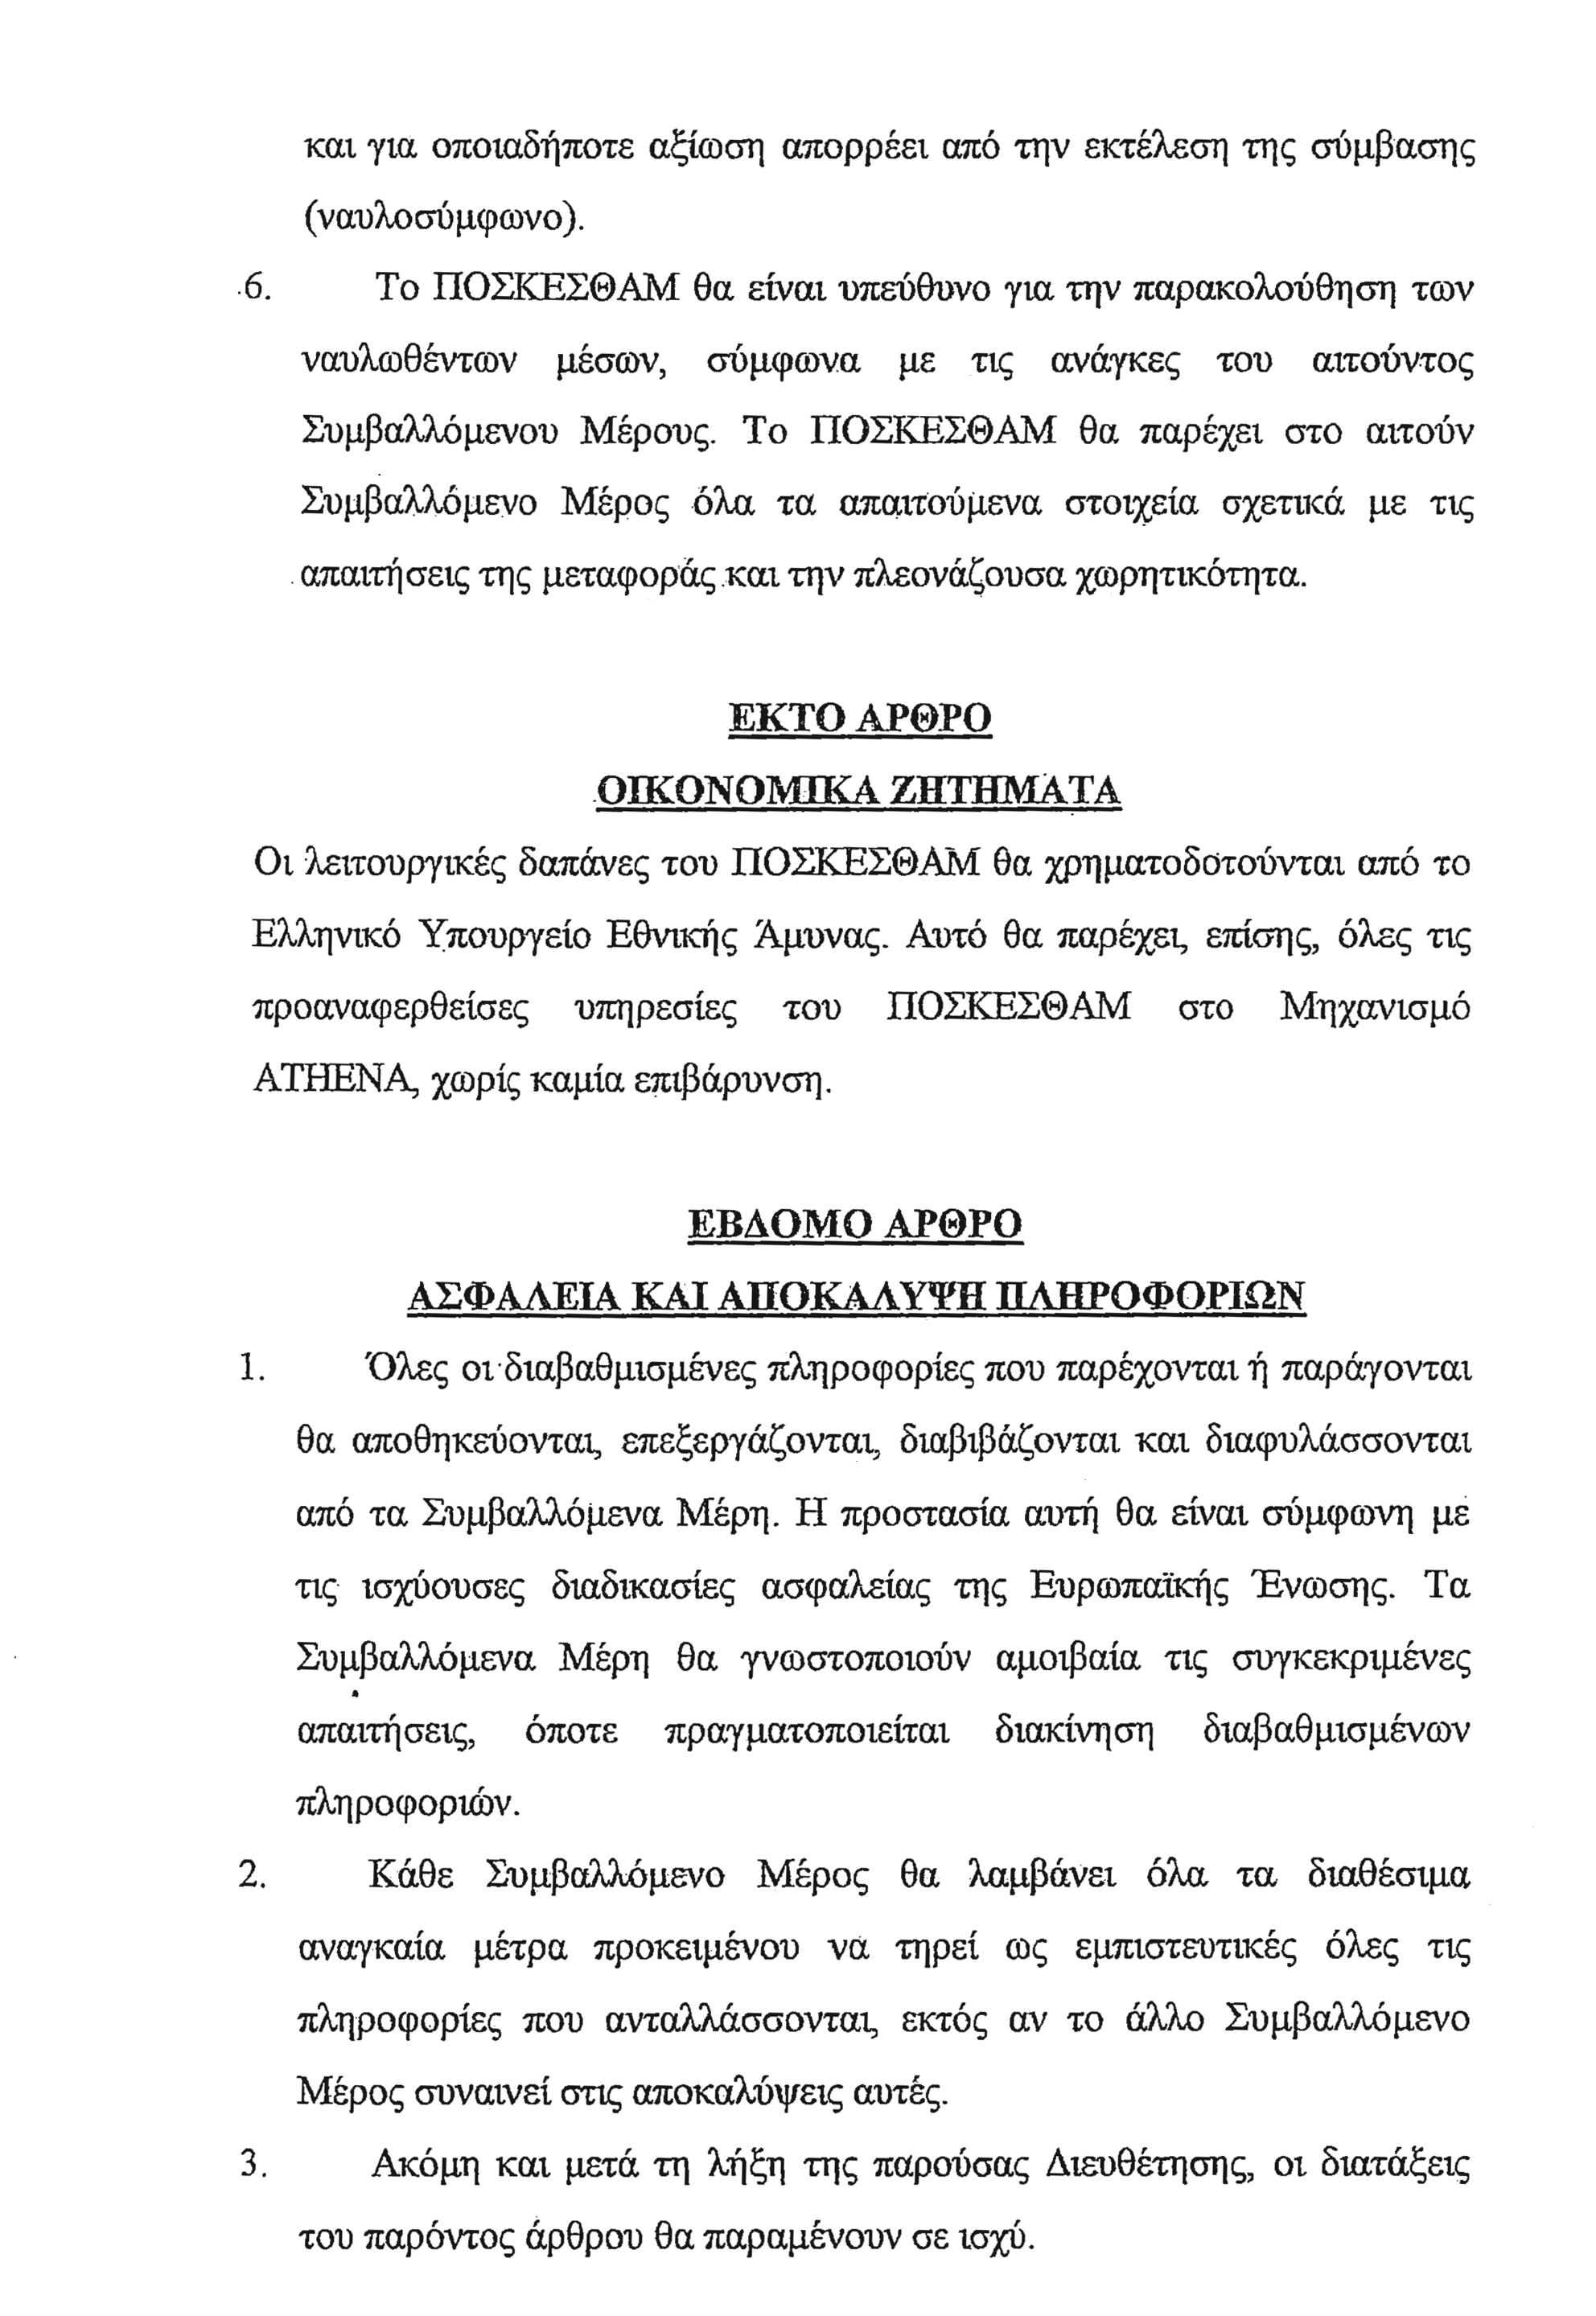 και για οποιαδήποτε αξίωση απορρέει από την εκτέλεση της σύμβασης
(ναυλοσύμφωνο).
6. Το ΠΟΣΚΕΣΘΑΜ θα είναι υπεύθυνο για την παρακολούθηση των
ναυλωθέντων μέσων, σύμφωνα με τις ανάγκες του αιτούντος
Συμβαλλόμενου Μέρους. Το ΠΟΣΚΕΣΘΑΜ θα παρέχει στο αιτούν
Συμβαλλόμενο Μέρος όλα τα απαιτούμενα στοιχεία σχετικά με τις
απαιτήσεις της μεταφοράς και την πλεονάζουσα χωρητικότητα.
ΕΚΤΟ ΑΡΘΡΟ
ΟΙΚΟΝΟΜΙΚΑ ΖΗΤΗΜΑΤΑ
Οι λειτουργικές δαπάνες του ΠΟΣΚΕΣΘΑΜ θα χρηματοδοτούνται από το
Ελληνικό Υπουργείο Εθνικής Άμυνας. Αυτό θα παρέχει, επίσης, όλες τις
προαναφερθείσες υπηρεσίες του ΠΟΣΚΕΣΘΑΜ στο Μηχανισμό
ATHENA, χωρίς καμία επιβάρυνση.
ΕΒΔΟΜΟ ΑΡΘΡΟ
ΑΣΦΑΛΕΙΑ ΚΑΙ ΑΠΟΚΑΛΥΨΗ ΠΛΗΡΟΦΟΡΙΩΝ
1. Όλες οι διαβαθμισμένες πληροφορίες που παρέχονται ή παράγονται
θα αποθηκεύονται, επεξεργάζονται, διαβιβάζονται και διαφυλάσσονται
από τα Συμβαλλόμενα Μέρη. Η προστασία αυτή θα είναι σύμφωνη με
τις ισχύουσες διαδικασίες ασφαλείας της Ευρωπαϊκής Ένωσης. Τα
Συμβαλλόμενα Μέρη θα γνωστοποιούν αμοιβαία τις συγκεκριμένες
απαιτήσεις, όποτε πραγματοποιείται διακίνηση διαβαθμισμένων
πληροφοριών.
2. Κάθε Συμβαλλόμενο Μέρος θα λαμβάνει όλα τα διαθέσιμα
αναγκαία μέτρα προκειμένου να τηρεί ως εμπιστευτικές όλες τις
πληροφορίες που ανταλλάσσονται, εκτός αν το άλλο Συμβαλλόμενο
Μέρος συναινεί στις αποκαλύψεις αυτές.
3. Ακόμη και μετά τη λήξη της παρούσας Διευθέτησης, οι διατάξεις
του παρόντος άρθρου θα παραμένουν σε ισχύ.